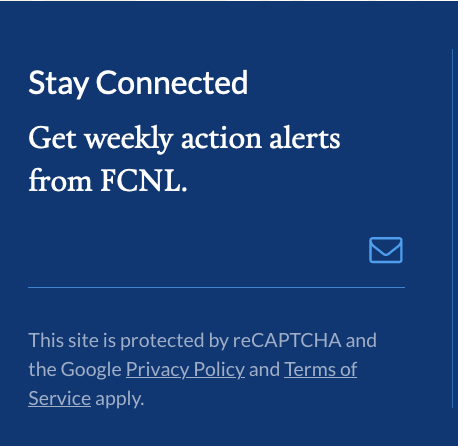 Stay Connected
Get weekly action alerts
from FCNL.
This site is protected by reCAPTCHA and
the Google Privacy Policy and Terms of
Service apply.